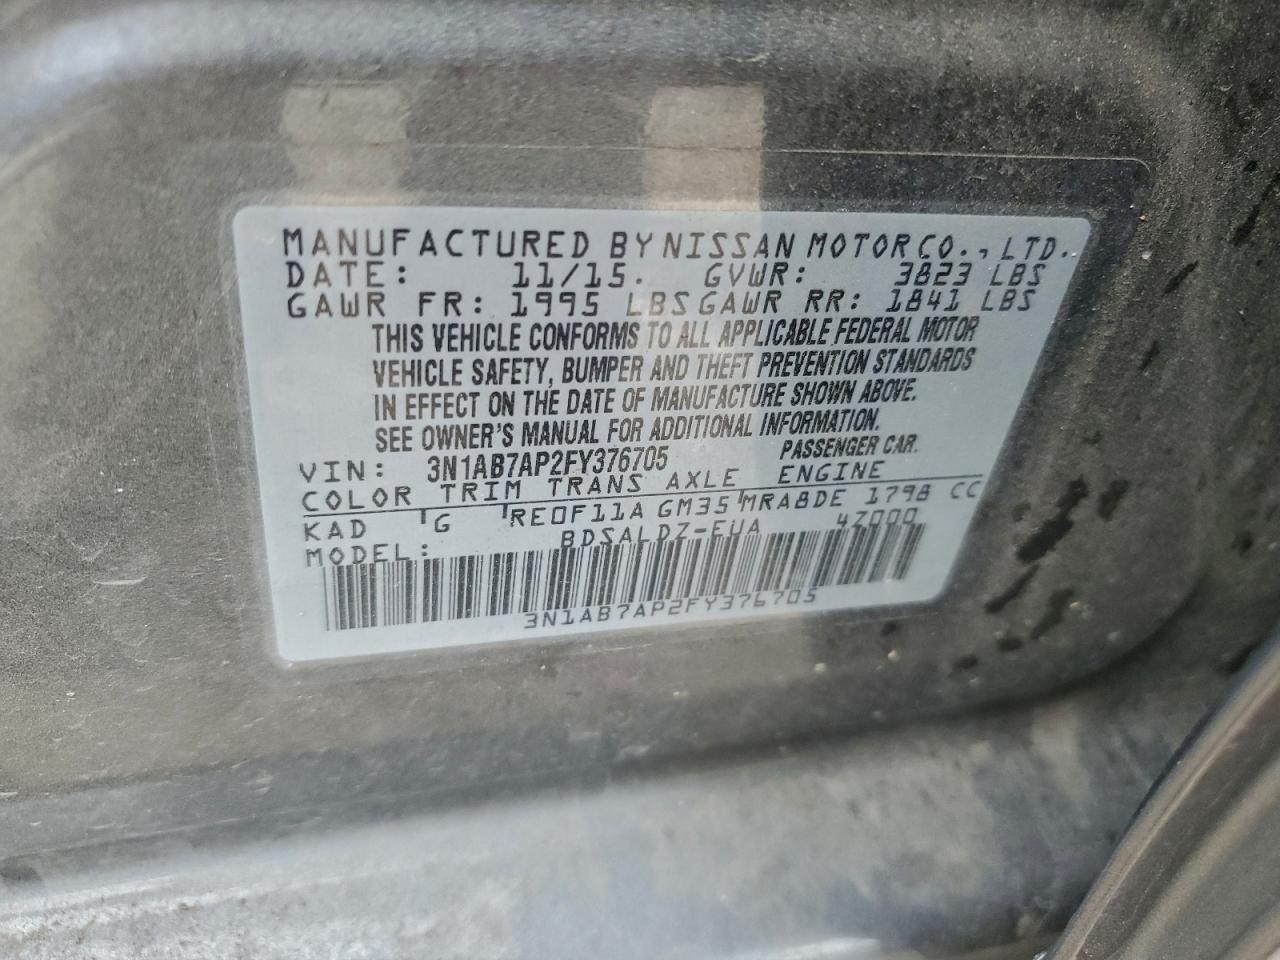 MANUFACTURED BY NISSAN MOTOR CO., LTD.
DATE: 11/15. GVWR: 3823 LBS
GAWR FR: 1995 LBS GAWR RR: 1841 LBS
THIS VEHICLE CONFORMS TO ALL APPLICABLE FEDERAL MOTOR
VEHICLE SAFETY, BUMPER AND THEFT PREVENTION STANDARDS
IN EFFECT ON THE DATE OF MANUFACTURE SHOWN ABOVE.
SEE OWNER'S MANUAL FOR ADDITIONAL INFORMATION.
VIN: 3N1AB7AP2FY376705 PASSENGER CAR.
COLOR TRIM TRANS AXLE ENGINE
KAD G RE0F11A GM35 MRA8DE 1798 CC
MODEL: BDSALDZ-EUA 47000
3N1AB7AP2FY376705